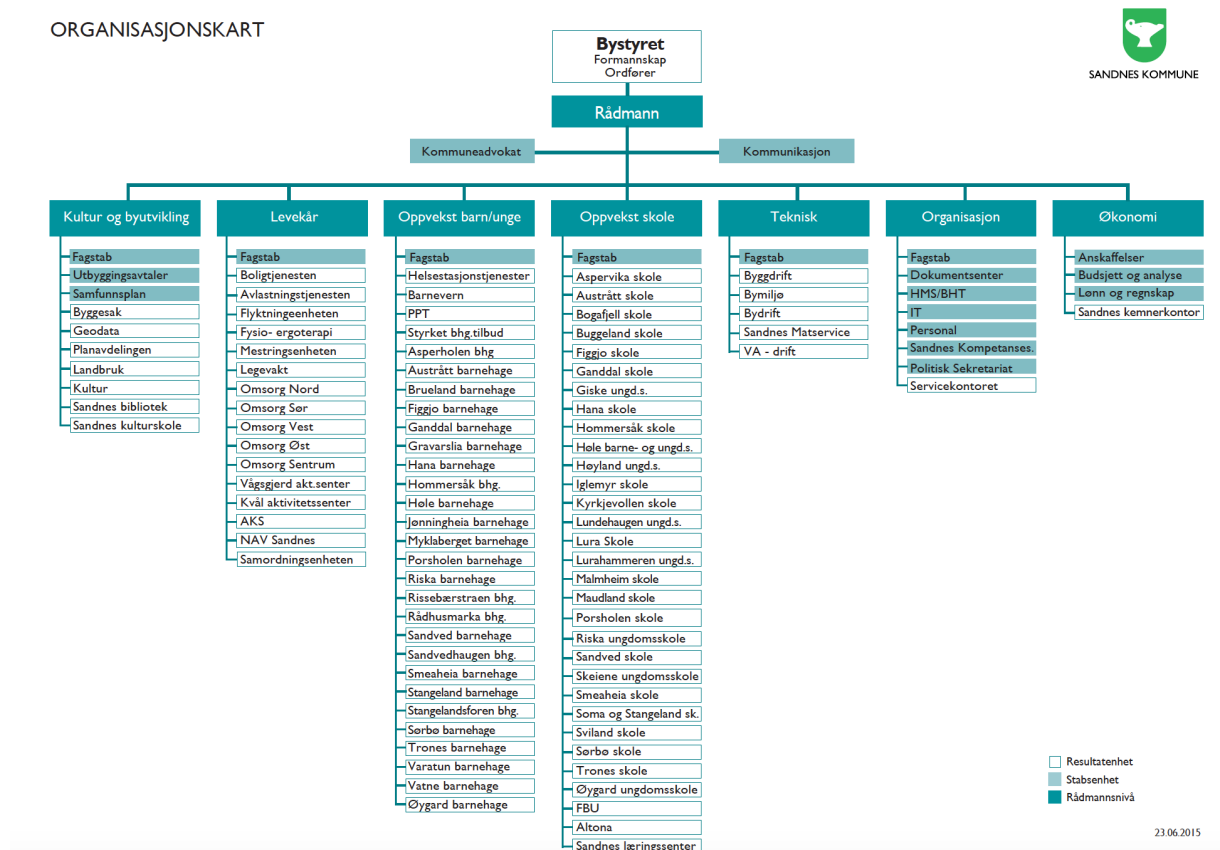 ORGANISASJONSKART
SANDNES KOMMUNE
Bystyret
Formannskap
Ordfører
Rådmann
Kommuneadvokat
Kommunikasjon
Kultur og byutvikling
Fagstab
Utbyggingsavtaler
Samfunnsplan
Byggesak
Geodata
Planavdelingen
Landbruk
Kultur
Sandnes bibliotek
Sandnes kulturskole
Levekår
Fagstab
Boligtjenesten
Avlastningstjenesten
Flyktningeenheten
Fysio- ergoterapi
Mestringsenheten
Legevakt
Omsorg Nord
Omsorg Sør
Omsorg Vest
Omsorg Øst
Omsorg Sentrum
Vågsgjerd akt.senter
Kvål aktivitetssenter
AKS
NAV Sandnes
Samordningsenheten
Oppvekst barn/unge
Fagstab
Helsestasjonstjenester
Barnevern
PPT
Styrket bhg.tilbud
Asperholen bhg
Austrått barnehage
Brueland barnehage
Figgjo barnehage
Ganddal barnehage
Gravarslia barnehage
Hana barnehage
Hommersåk bhg.
Høle barnehage
Jønningheia barnehage
Myklaberget barnehage
Porsholen barnehage
Riska barnehage
Rissebærstraen bhg.
Rådhusmarka bhg.
Sandved barnehage
Sandvedhaugen bhg.
Smeaheia barnehage
Stangeland barnehage
Stangelandsforen bhg.
Sørbø barnehage
Trones barnehage
Varatun barnehage
Vatne barnehage
Øygard barnehage
Oppvekst skole
Fagstab
Aspervika skole
Austrått skole
Bogafjell skole
Buggeland skole
Figgjo skole
Ganddal skole
Giske ungd.s.
Hana skole
Hommersåk skole
Høle barne- og ungd.s.
Høyland ungd.s.
Iglemyr skole
Kyrkjevollen skole
Lundehaugen ungd.s.
Lura Skole
Lurahammeren ungd.s.
Malmheim skole
Maudland skole
Porsholen skole
Riska ungdomsskole
Sandved skole
Skeiene ungdomsskole
Smeaheia skole
Soma og Stangeland sk.
Sviland skole
Sørbø skole
Trones skole
Øygard ungdomsskole
FBU
Altona
Sandnes læringssenter
Teknisk
Fagstab
Byggdrift
Bymiljø
Bydrift
Sandnes Matservice
VA - drift
Organisasjon
Fagstab
Dokumentsenter
HMS/BHT
IT
Personal
Sandnes Kompetanses.
Politisk Sekretariat
Servicekontoret
Økonomi
Anskaffelser
Budsjett og analyse
Lønn og regnskap
Sandnes kemnerkontor
Resultatenhet
Stabsenhet
Rådmannsnivå
23.06.2015